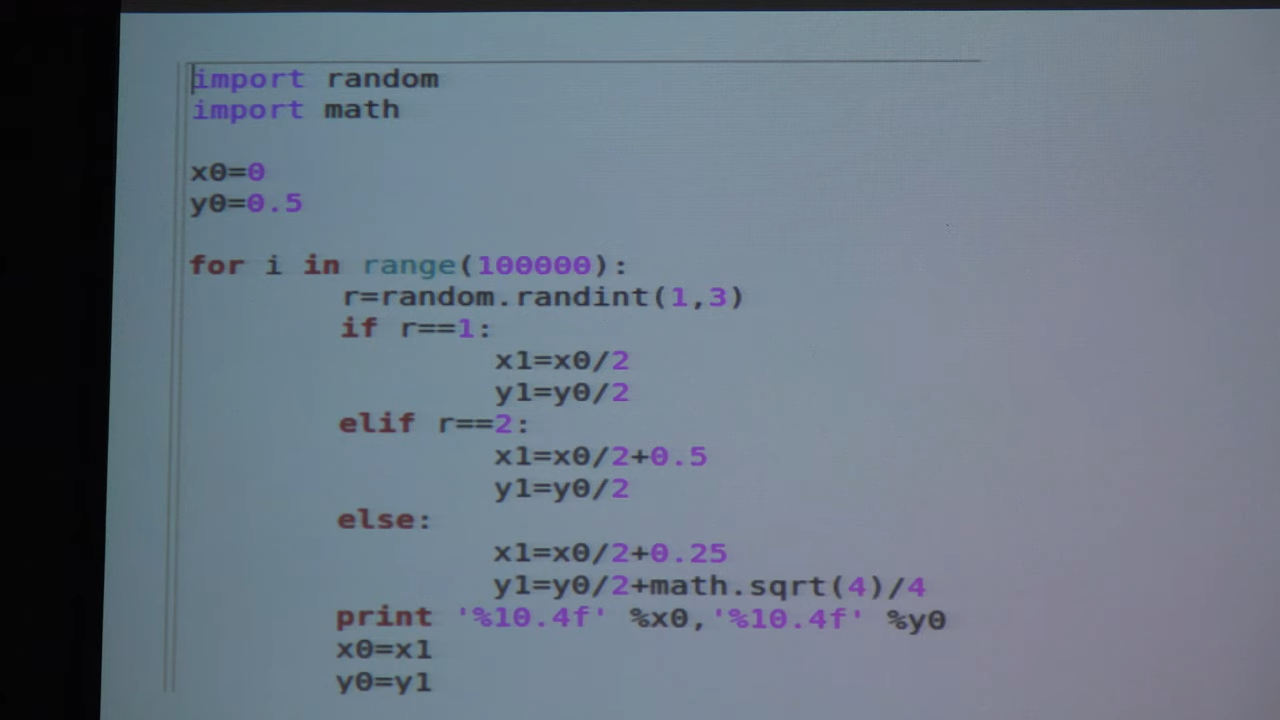 import random
import math
x0=0
y0=0.5
for i in range(100000):
r=random.randint(1,3)
if r==1:
x1=x0/2
y1=y0/2
elif r==2:
x1=x0/2+0.5
y1=y0/2
else:
x1=x0/2+0.25
y1=y0/2+math.sqrt(4)/4
print '%10.4f' %x0,'%10.4f' %y0
x0=x1
y0=y1